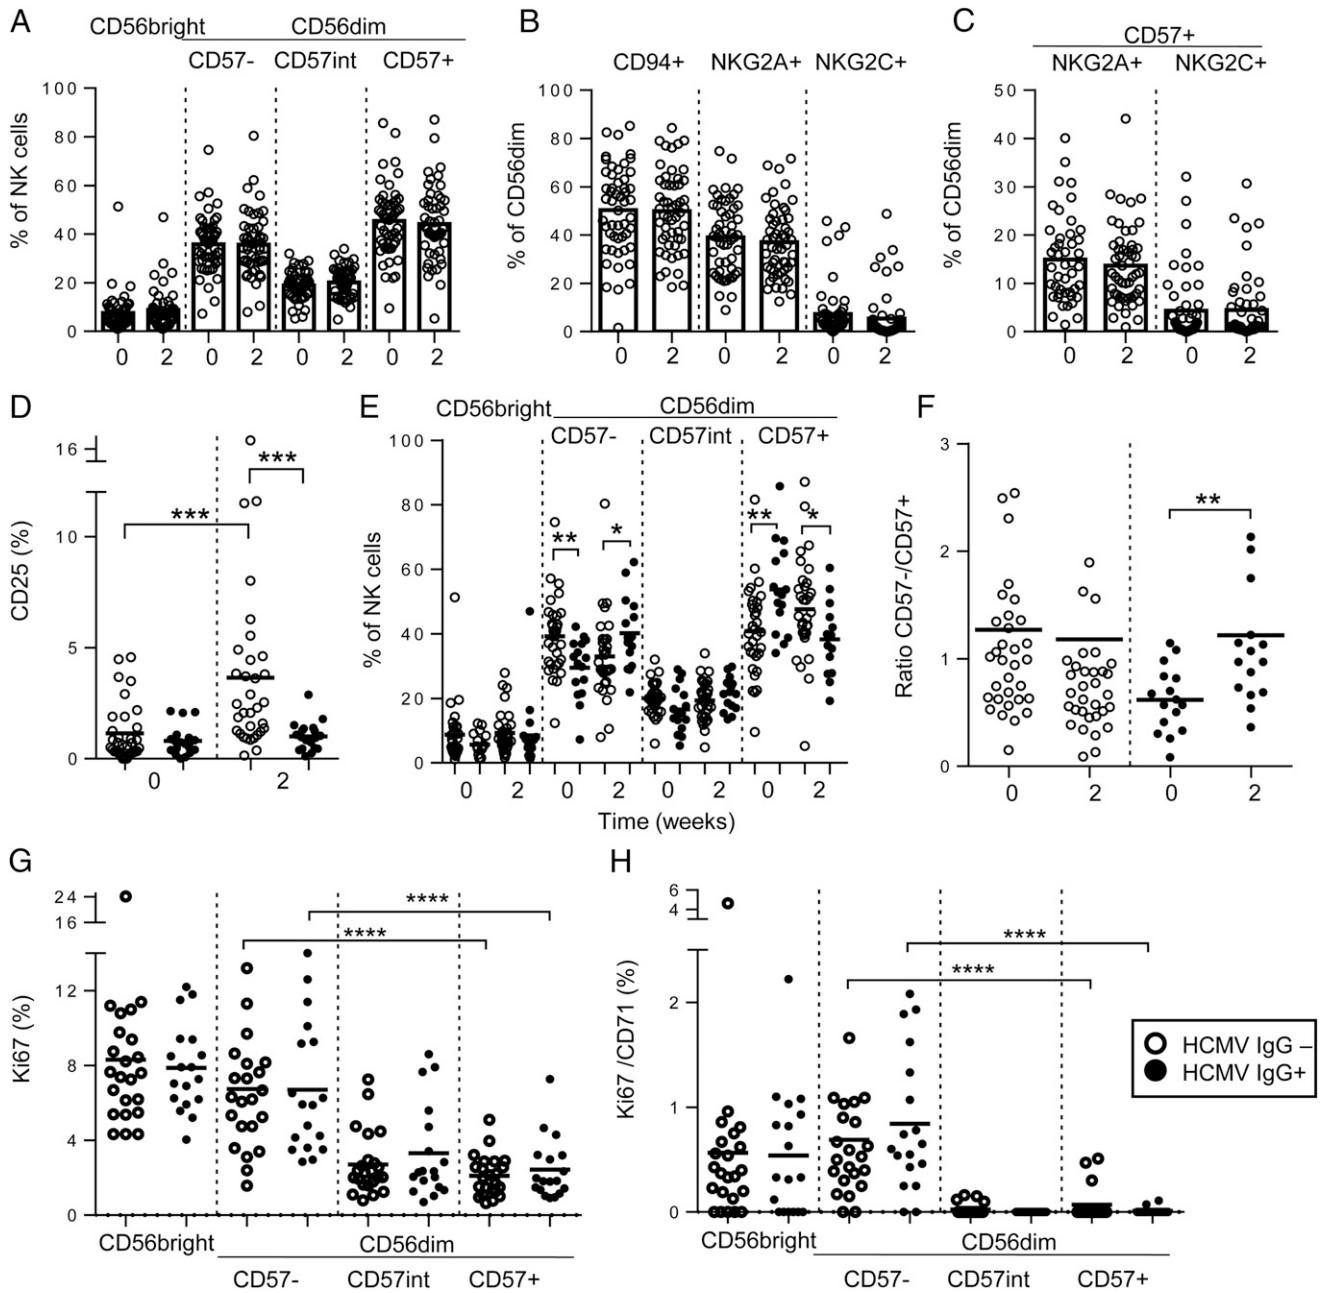 A
CD56bright CD56dim
CD57- CD57int CD57+
% of NK cells
100
80
60
40
20
0
0 2 0 2 0 2 0 2
B
CD94+ NKG2A+ NKG2C+
% of CD56dim
100
80
60
40
20
0
0 2 0 2 0 2
C
CD57+
NKG2A+ NKG2C+
% of CD56dim
50
40
30
20
10
0
0 2 0 2
D
CD25 (%)
16
10
5
0
***
***
0 2
E
CD56bright CD56dim
CD57- CD57int CD57+
% of NK cells
100
80
60
40
20
0
** * ** *
0 2 0 2 0 2 0 2
Time (weeks)
F
Ratio CD57-/CD57+
3
2
1
0
**
0 2 0 2
G
Ki67 (%)
24
16
12
8
4
0
****
****
CD56bright CD56dim
CD57- CD57int CD57+
H
Ki67 /CD71 (%)
6
4
2
1
0
****
****
CD56bright CD56dim
CD57- CD57int CD57+
HCMV IgG –
HCMV IgG+